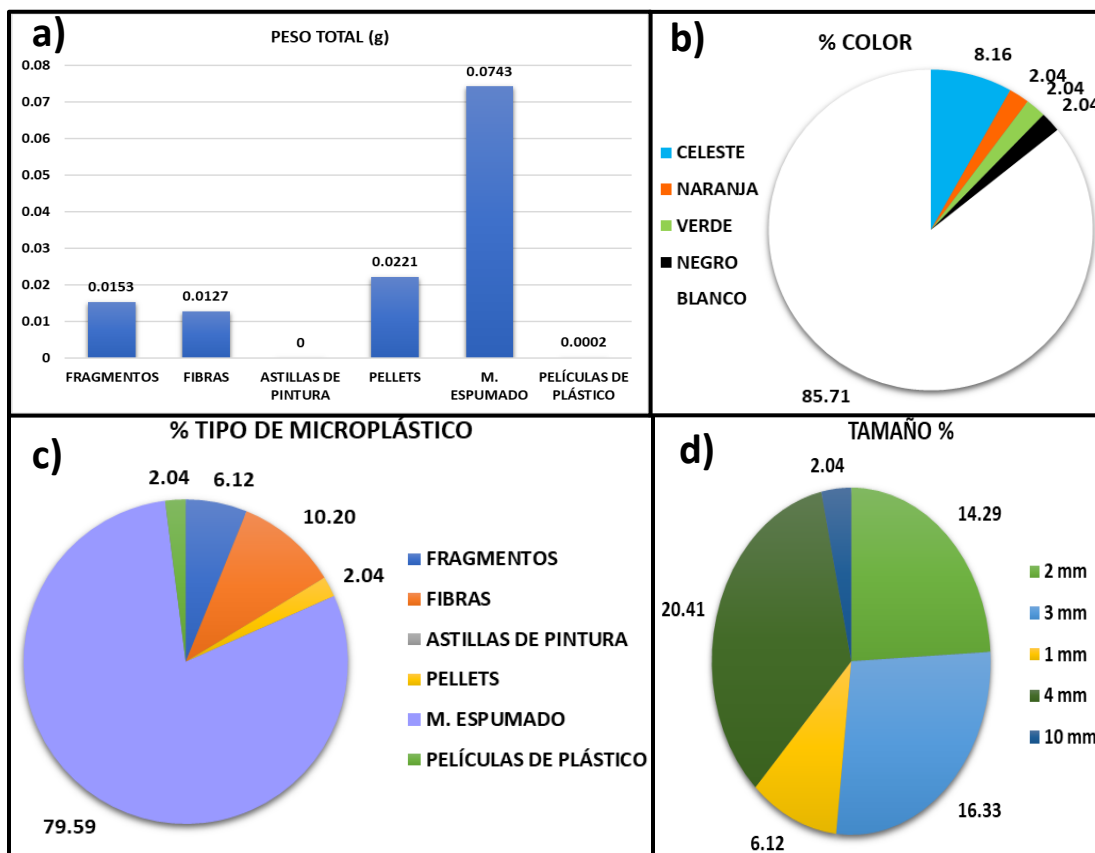 a)
PESO TOTAL (g)
0.08
0.07
0.06
0.05
0.04
0.03
0.02
0.01
0
0.0153
0.0127
0
0.0221
0.0743
0.0002
FRAGMENTOS
FIBRAS
ASTILLAS DE
PINTURA
PELLETS
M.
ESPUMADO
PELÍCULAS DE
PLÁSTICO
b)
% COLOR
8.16
2.04
2.04
2.04
85.71
CELESTE
NARANJA
VERDE
NEGRO
BLANCO
c)
% TIPO DE MICROPLÁSTICO
2.04
6.12
10.20
2.04
79.59
FRAGMENTOS
FIBRAS
ASTILLAS DE PINTURA
PELLETS
M. ESPUMADO
PELÍCULAS DE PLÁSTICO
d)
TAMAÑO %
2.04
14.29
20.41
16.33
6.12
2 mm
3 mm
1 mm
4 mm
10 mm